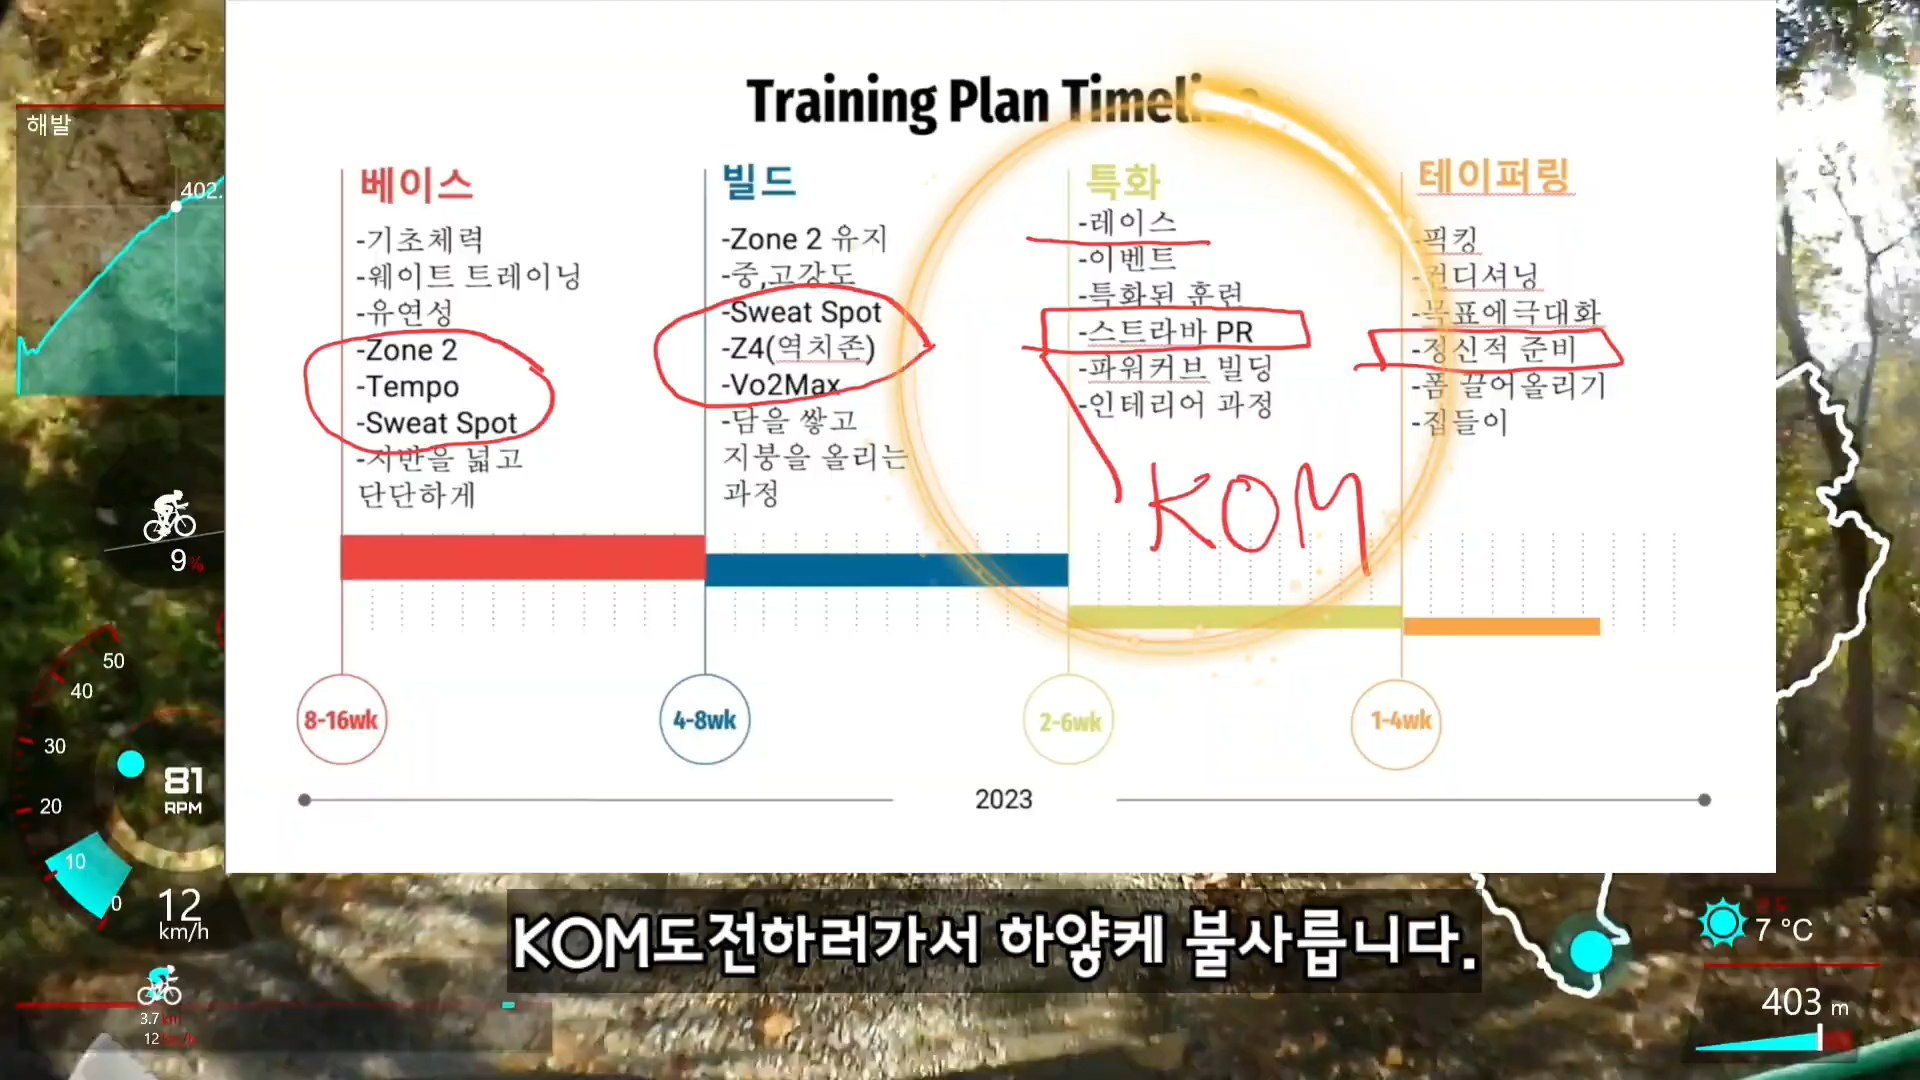 Training Plan Timeli
베이스
-기초체력
-웨이트 트레이닝
-유연성
-Zone 2
-Tempo
-Sweat Spot
-지반을 넓고
단단하게
빌드
-Zone 2 유지
-중,고강도
-Sweat Spot
-Z4(역치존)
-Vo2Max
-담을 쌓고
지붕을 올리는
과정
특화
-레이스
-이벤트
-특화된 훈련
-스트라바 PR
-파워커브 빌딩
-인테리어 과정
KOM
테이퍼링
-픽킹
-컨디셔닝
-목표에극대화
-정신적 준비
-폼 끌어올리기
-집들이
8-16wk
4-8wk
2-6wk
1-4wk
2023
해발
402.
9%
50
40
30
20
10
0
81
RPM
12
km/h
3.7 km
12 km/h
온도
7 °C
403 m
KOM도전하러가서 하얗케 불사릅니다.